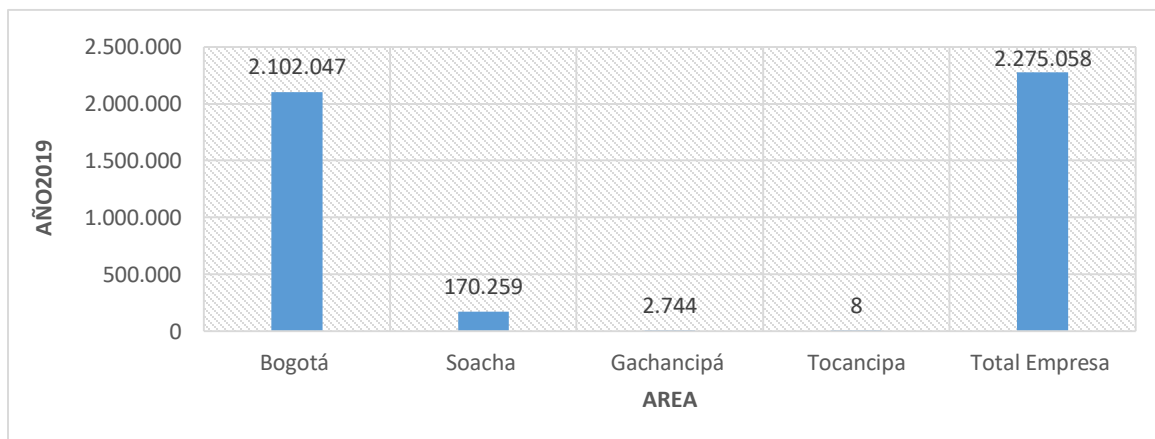 2.500.000
2.000.000
1.500.000
1.000.000
500.000
0
AÑO2019
2.102.047
170.259
2.744
8
2.275.058
Bogotá
Soacha
Gachancipá
Tocancipa
Total Empresa
AREA